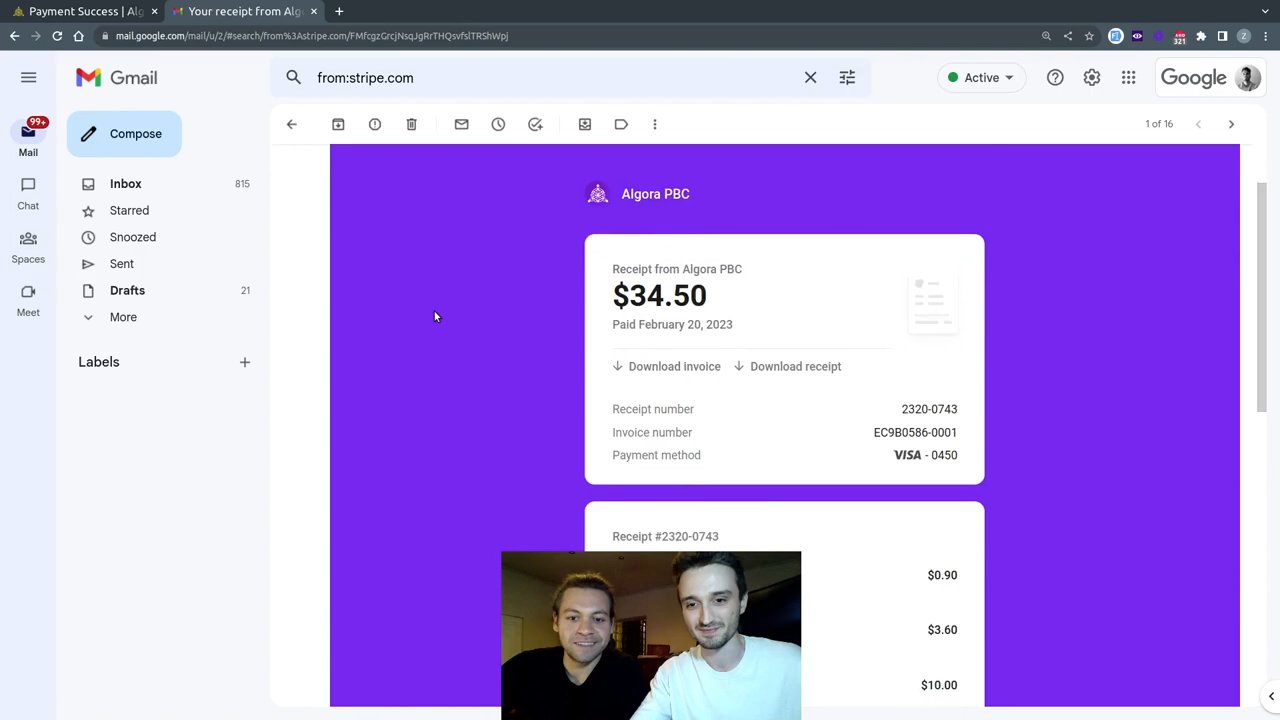 Payment Success | Alg
Your receipt from Algo
mail.google.com/mail/u/2/#search/from%3Astripe.com/FMfcgzGrcjNsqJgRrTHQsvfslTRShWpj
321
Z
Gmail
from:stripe.com
Active
Google
99+
Mail
Chat
Spaces
Meet
Compose
Inbox 815
Starred
Snoozed
Sent
Drafts 21
More
Labels
1 of 16
Algora PBC
Receipt from Algora PBC
$34.50
Paid February 20, 2023
Download invoice Download receipt
Receipt number 2320-0743
Invoice number EC9B0586-0001
Payment method VISA - 0450
Receipt #2320-0743
$0.90
$3.60
$10.00